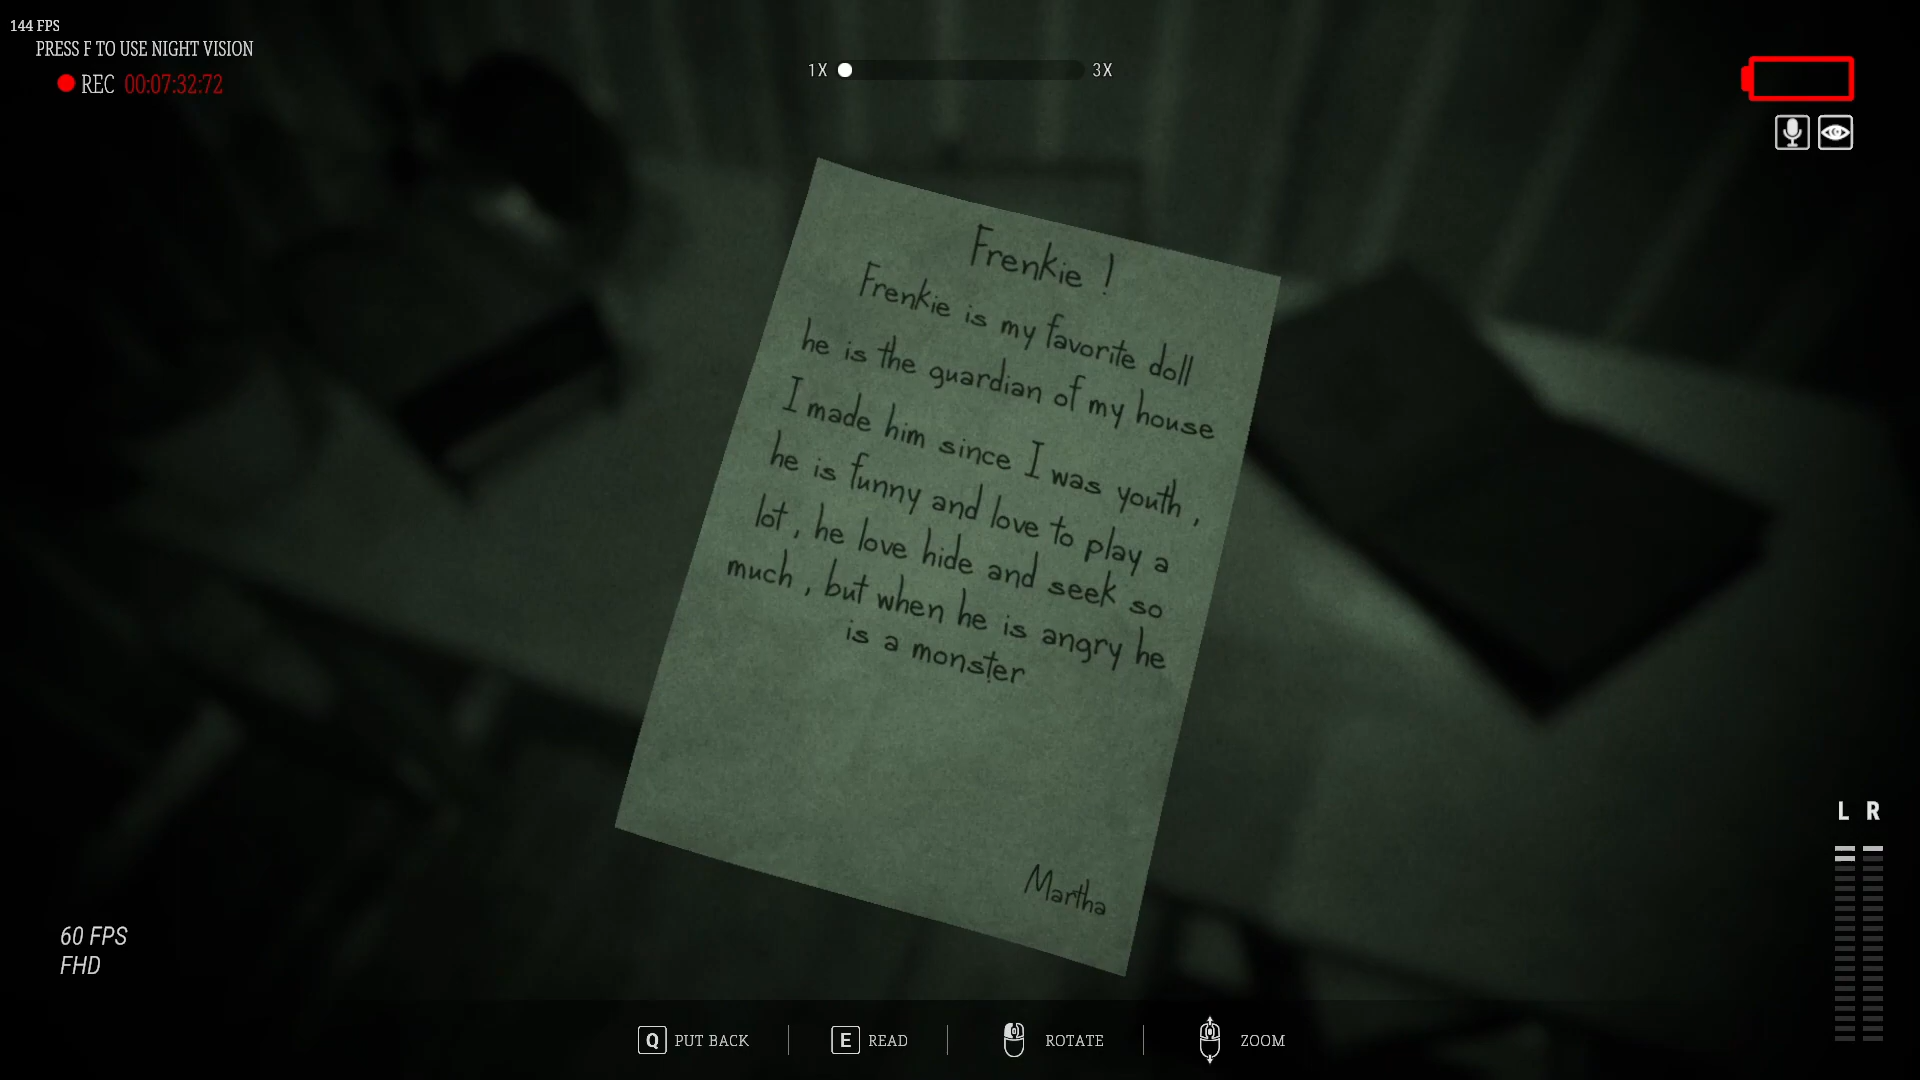 144 FPS
PRESS F TO USE NIGHT VISION
REC 00:07:32:72
1X 3X
Frenkie !
Frenkie is my favorite doll
he is the guardian of my house
I made him since I was youth ,
he is funny and love to play a
lot , he love hide and seek so
much , but when he is angry he
is a monster
Martha
L R
60 FPS
FHD
Q PUT BACK E READ ROTATE ZOOM